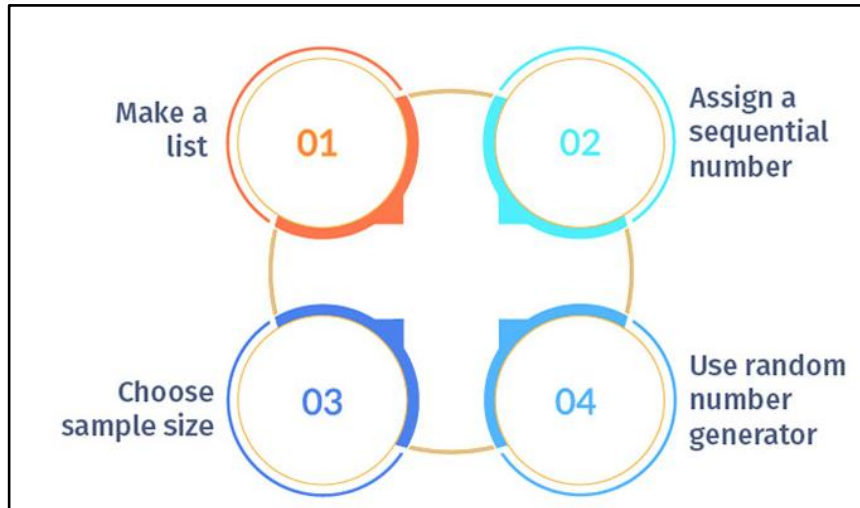 Make a
list
01
02
Assign a
sequential
number
Choose
sample size
03
04
Use random
number
generator